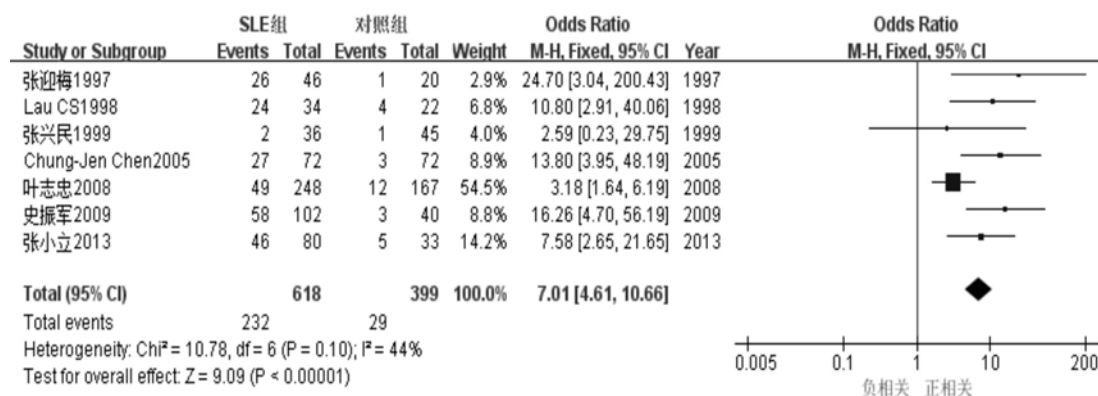 SLE组 对照组 Odds Ratio Odds Ratio
Study or Subgroup Events Total Events Total Weight M-H, Fixed, 95% CI Year M-H, Fixed, 95% CI
张迎梅1997 26 46 1 20 2.9% 24.70 [3.04, 200.43] 1997
Lau CS1998 24 34 4 22 6.8% 10.80 [2.91, 40.06] 1998
张兴民1999 2 36 1 45 4.0% 2.59 [0.23, 29.75] 1999
Chung-Jen Chen2005 27 72 3 72 8.9% 13.80 [3.95, 48.19] 2005
叶志忠2008 49 248 12 167 54.5% 3.18 [1.64, 6.19] 2008
史振军2009 58 102 3 40 8.8% 16.26 [4.70, 56.19] 2009
张小立2013 46 80 5 33 14.2% 7.58 [2.65, 21.65] 2013
Total (95% CI) 618 399 100.0% 7.01 [4.61, 10.66]
Total events 232 29
Heterogeneity: Chi² = 10.78, df = 6 (P = 0.10); I² = 44%
Test for overall effect: Z = 9.09 (P < 0.00001)
0.005 0.1 1 10 200
负相关 正相关